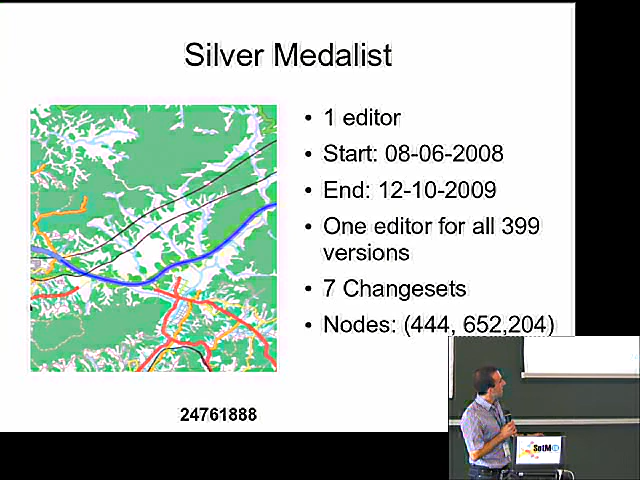 Silver Medalist
• 1 editor
• Start: 08-06-2008
• End: 12-10-2009
• One editor for all 399
versions
• 7 Changesets
• Nodes: (444, 652,204)
24761888
SotM